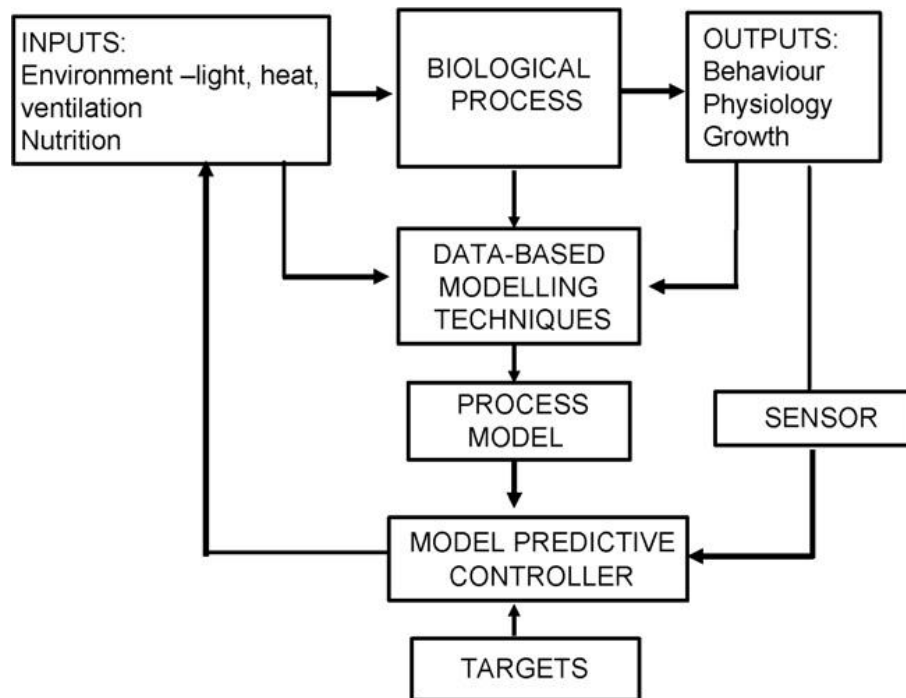 INPUTS:
Environment –light, heat,
ventilation
Nutrition
BIOLOGICAL
PROCESS
OUTPUTS:
Behaviour
Physiology
Growth
DATA-BASED
MODELLING
TECHNIQUES
PROCESS
MODEL
SENSOR
MODEL PREDICTIVE
CONTROLLER
TARGETS